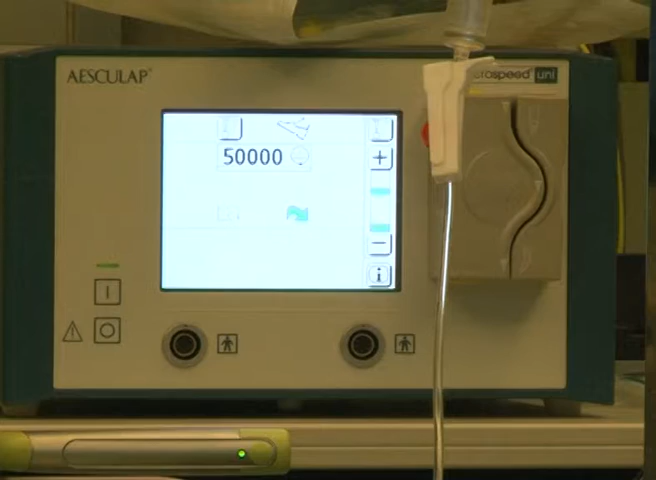 AESCULAP®
uni
50000
+
−
i